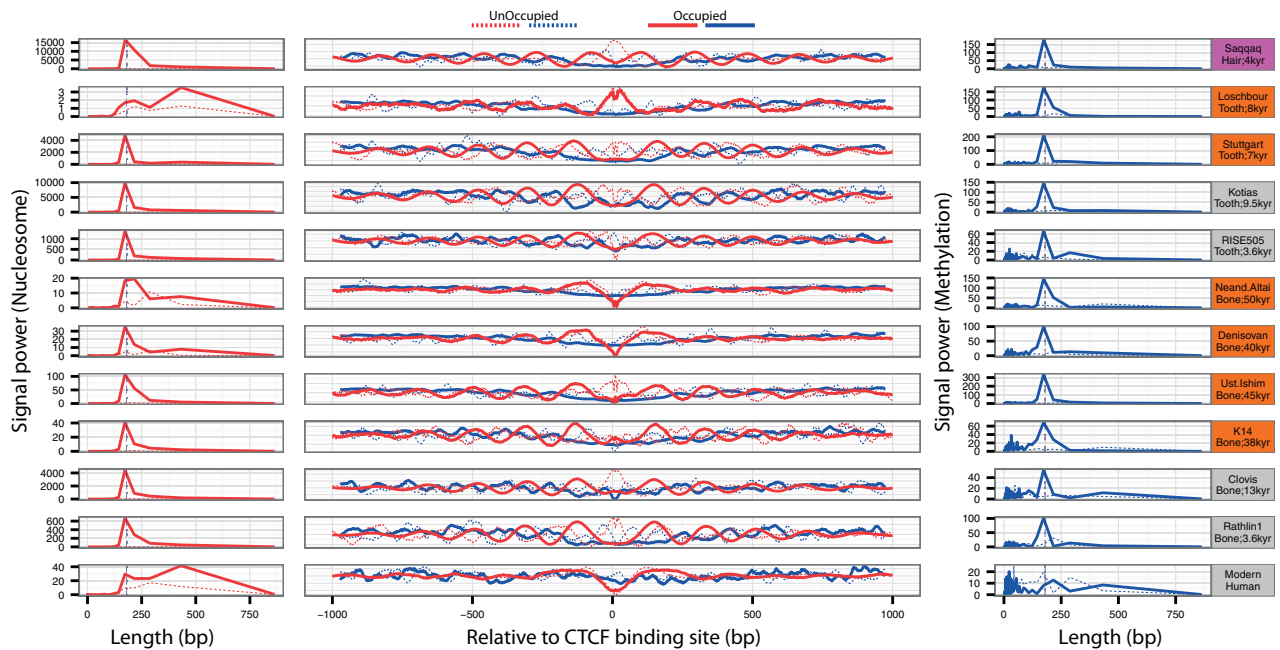 UnOccupied Occupied
Signal power (Nucleosome)
Signal power (Methylation)
15000
10000
5000
0
150
100
50
0
Saqqaq
Hair;4kyr
3
2
1
0
150
100
50
0
Loschbour
Tooth;8kyr
4000
2000
0
200
100
0
Stuttgart
Tooth;7kyr
10000
5000
0
150
100
50
0
Kotias
Tooth;9.5kyr
1000
500
0
60
40
20
0
RISE505
Tooth;3.6kyr
20
10
0
150
100
50
0
Neand.Altai
Bone;50kyr
30
20
10
0
100
50
0
Denisovan
Bone;40kyr
100
50
0
300
200
100
0
Ust.Ishim
Bone;45kyr
40
20
0
60
40
20
0
K14
Bone;38kyr
4000
2000
0
40
20
0
Clovis
Bone;13kyr
600
400
200
0
100
50
0
Rathlin1
Bone;3.6kyr
40
20
0
20
10
0
Modern
Human
0 250 500 750
−1000 −500 0 500 1000
0 250 500 750
Length (bp) Relative to CTCF binding site (bp) Length (bp)